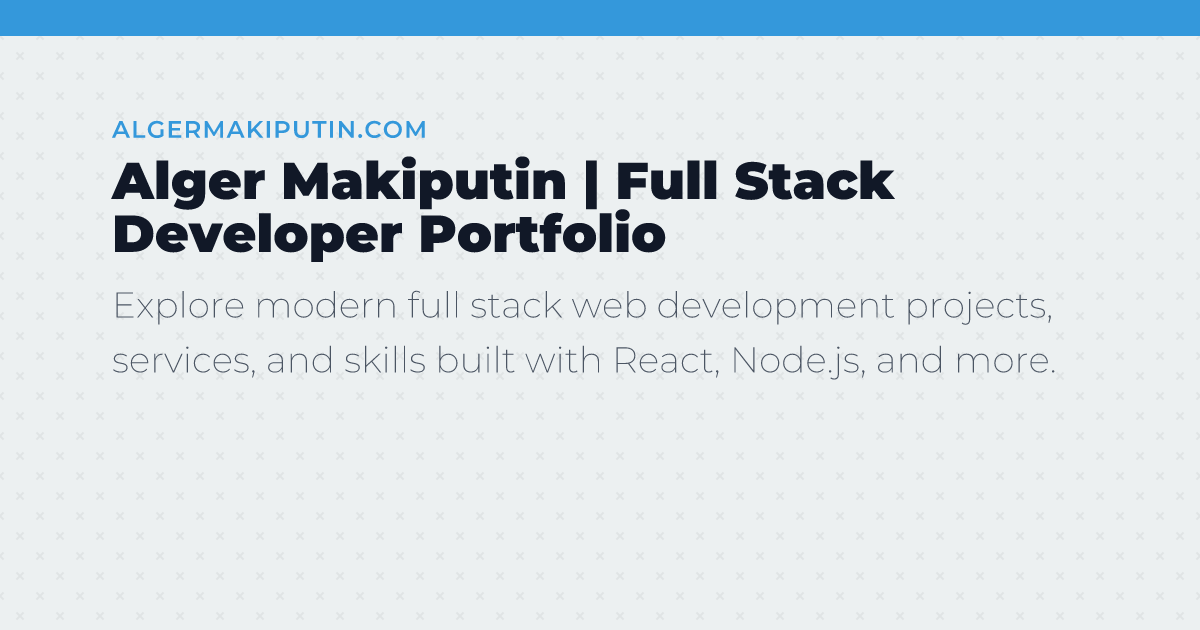 ALGERMAKIPUTIN.COM
Alger Makiputin | Full Stack
Developer Portfolio
Explore modern full stack web development projects,
services, and skills built with React, Node.js, and more.